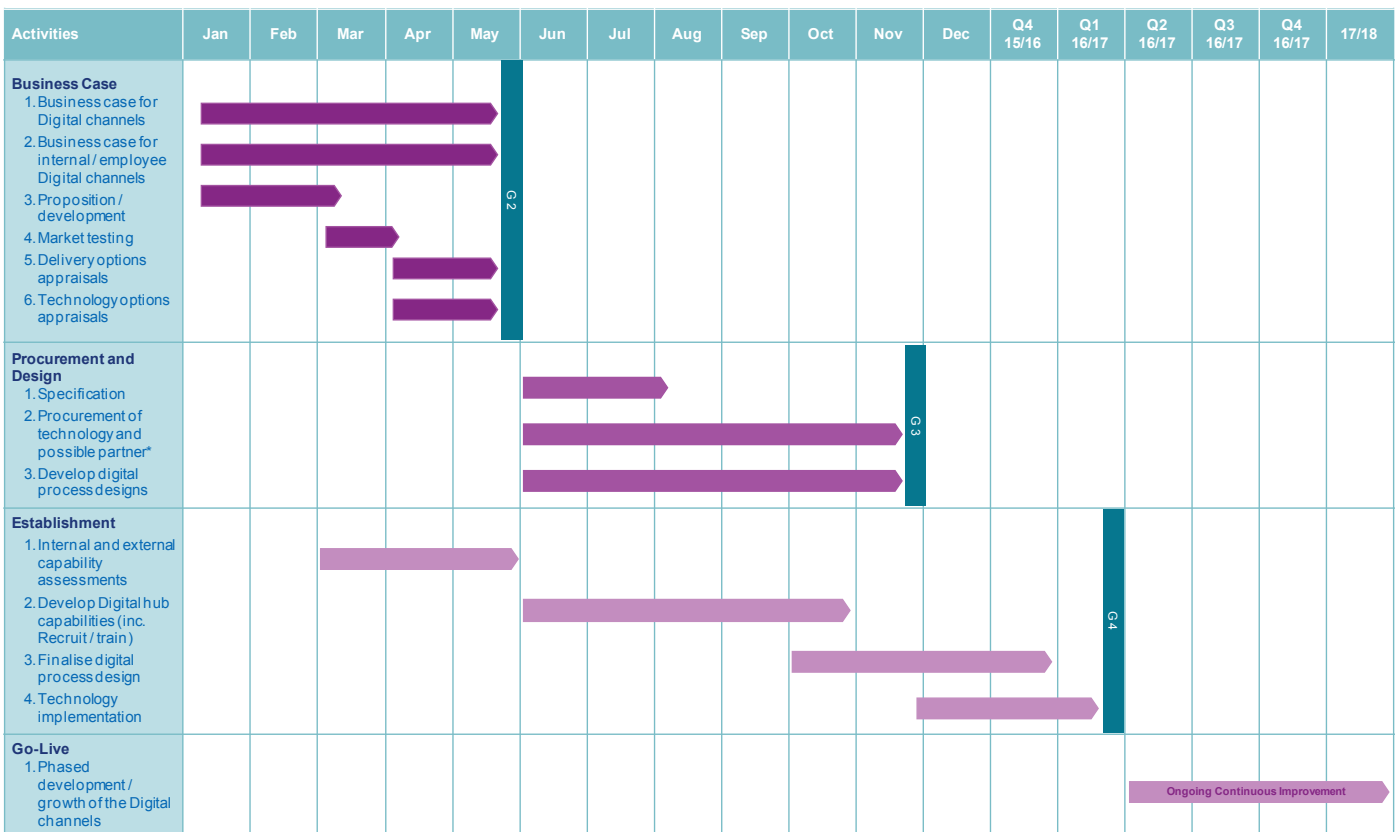 Activities Jan Feb Mar Apr May Jun Jul Aug Sep Oct Nov Dec Q4 15/16 Q1 16/17 Q2 16/17 Q3 16/17 Q4 16/17 17/18
Business Case
1. Business case for
Digital channels
2. Business case for
internal / employee
Digital channels
3. Proposition /
development
4. Market testing
5. Delivery options
appraisals
6. Technology options
appraisals
G 2
Procurement and
Design
1. Specification
2. Procurement of
technology and
possible partner*
3. Develop digital
process designs
G 3
Establishment
1. Internal and external
capability
assessments
2. Develop Digital hub
capabilities (inc.
Recruit / train )
3. Finalise digital
process design
4. Technology
implementation
G 4
Go-Live
1. Phased
development /
growth of the Digital
channels
Ongoing Continuous Improvement